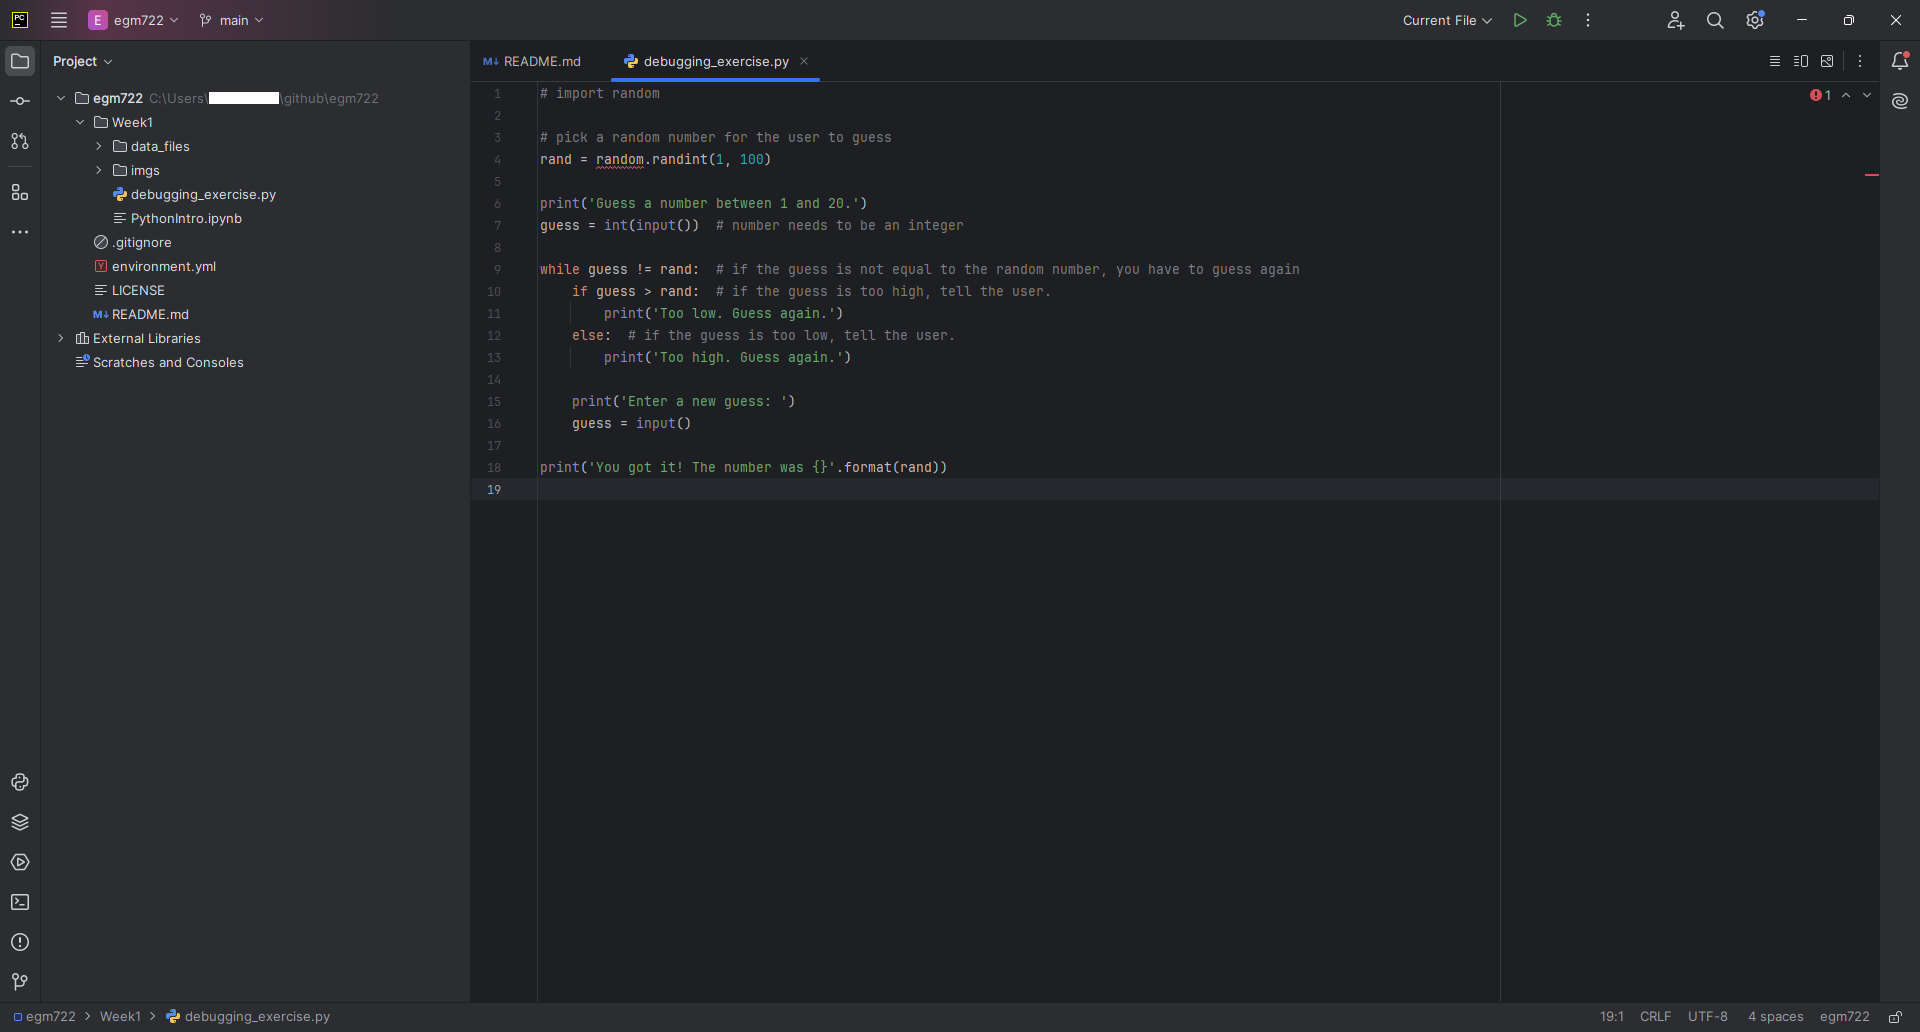 PC
E egm722 main
Current File
Project
egm722 C:\Users\ \github\egm722
Week1
data_files
imgs
debugging_exercise.py
PythonIntro.ipynb
.gitignore
Y environment.yml
LICENSE
M↓ README.md
External Libraries
Scratches and Consoles
M↓ README.md debugging_exercise.py
1
1 # import random
2
3 # pick a random number for the user to guess
4 rand = random.randint(1, 100)
5
6 print('Guess a number between 1 and 20.')
7 guess = int(input())  # number needs to be an integer
8
9 while guess != rand:  # if the guess is not equal to the random number, you have to guess again
10     if guess > rand:  # if the guess is too high, tell the user.
11         print('Too low. Guess again.')
12     else:  # if the guess is too low, tell the user.
13         print('Too high. Guess again.')
14
15     print('Enter a new guess: ')
16     guess = input()
17
18 print('You got it! The number was {}'.format(rand))
19
egm722 > Week1 > debugging_exercise.py
19:1 CRLF UTF-8 4 spaces egm722